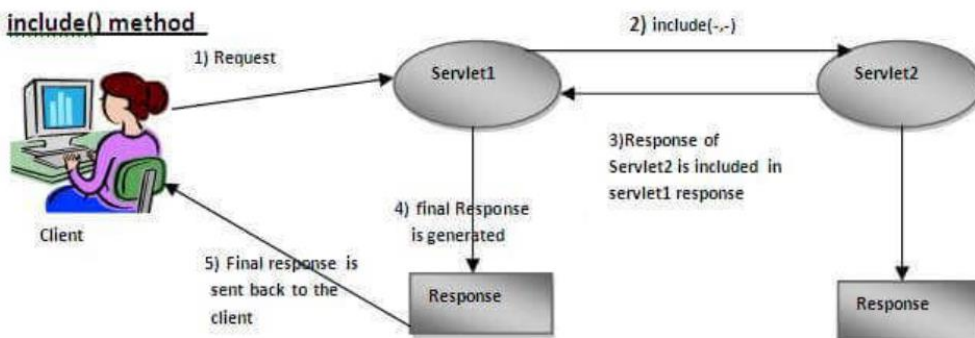 include() method
1) Request
2) include(-,-)
Servlet1
Servlet2
3)Response of
Servlet2 is included in
servlet1 response
4) final Response
is generated
Client
5) Final response is
sent back to the
client
Response
Response